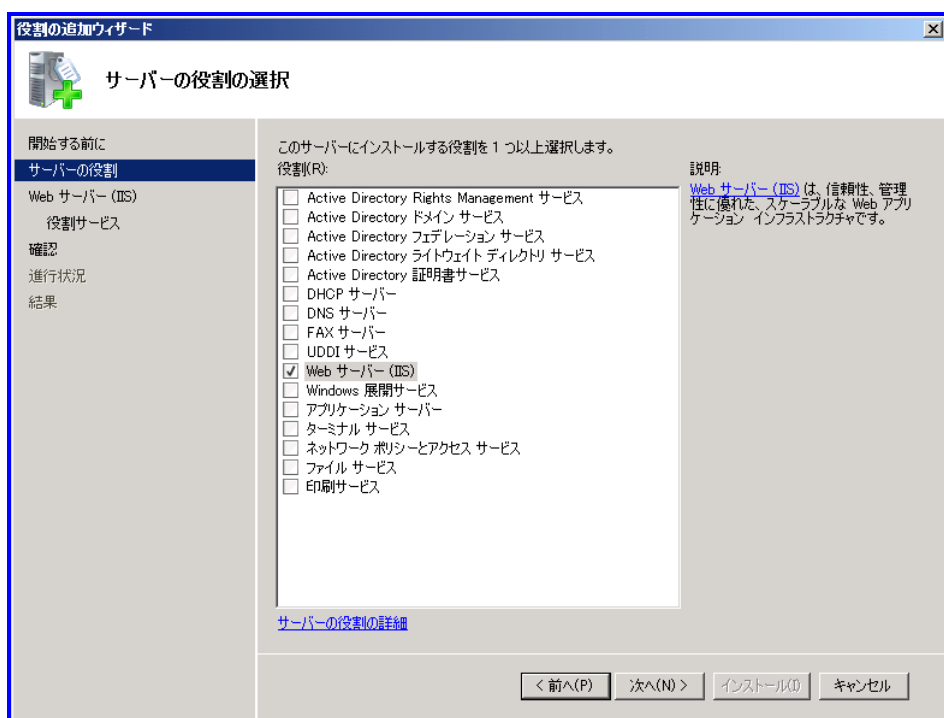 役割の追加ウィザード
サーバーの役割の選択
開始する前に
サーバーの役割
Web サーバー (IIS)
役割サービス
確認
進行状況
結果
このサーバーにインストールする役割を 1 つ以上選択します。
役割(R):
Active Directory Rights Management サービス
Active Directory ドメイン サービス
Active Directory フェデレーション サービス
Active Directory ライトウェイト ディレクトリ サービス
Active Directory 証明書サービス
DHCP サーバー
DNS サーバー
FAX サーバー
UDDI サービス
Web サーバー (IIS)
Windows 展開サービス
アプリケーション サーバー
ターミナル サービス
ネットワーク ポリシーとアクセス サービス
ファイル サービス
印刷サービス
サーバーの役割の詳細
説明:
Web サーバー (IIS) は、信頼性、管理
性に優れた、スケーラブルな Web アプリ
ケーション インフラストラクチャです。
< 前へ(P)
次へ(N) >
インストール(I)
キャンセル